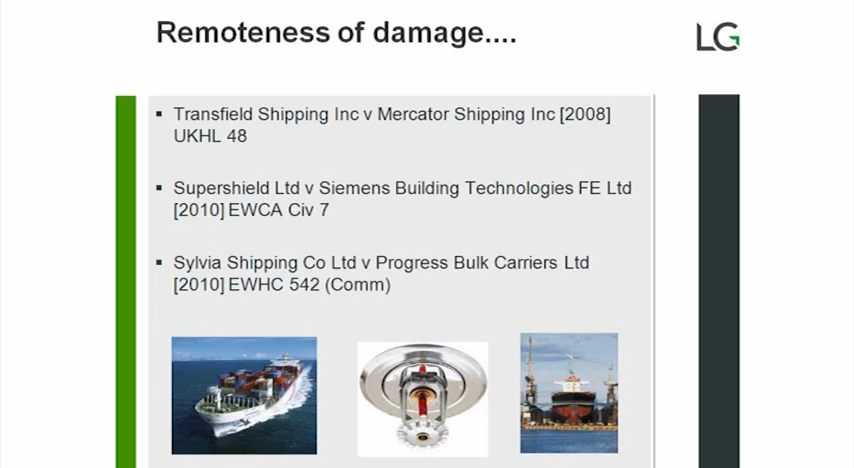 Remoteness of damage....
LG
Transfield Shipping Inc v Mercator Shipping Inc [2008]
UKHL 48
Supershield Ltd v Siemens Building Technologies FE Ltd
[2010] EWCA Civ 7
Sylvia Shipping Co Ltd v Progress Bulk Carriers Ltd
[2010] EWHC 542 (Comm)